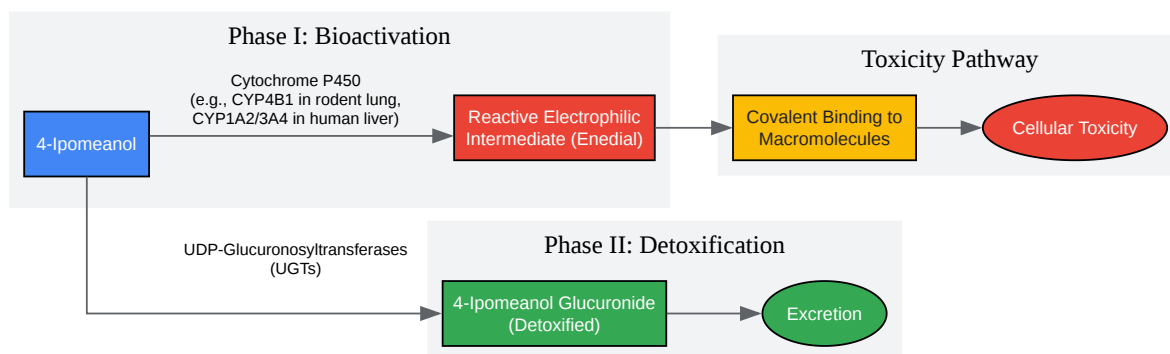 Phase I: Bioactivation
Toxicity Pathway
Cytochrome P450
(e.g., CYP4B1 in rodent lung,
CYP1A2/3A4 in human liver)
4-Ipomeanol
Reactive Electrophilic
Intermediate (Enedial)
Covalent Binding to
Macromolecules
Cellular Toxicity
UDP-Glucuronosyltransferases
(UGTs)
Phase II: Detoxification
4-Ipomeanol Glucuronide
(Detoxified)
Excretion